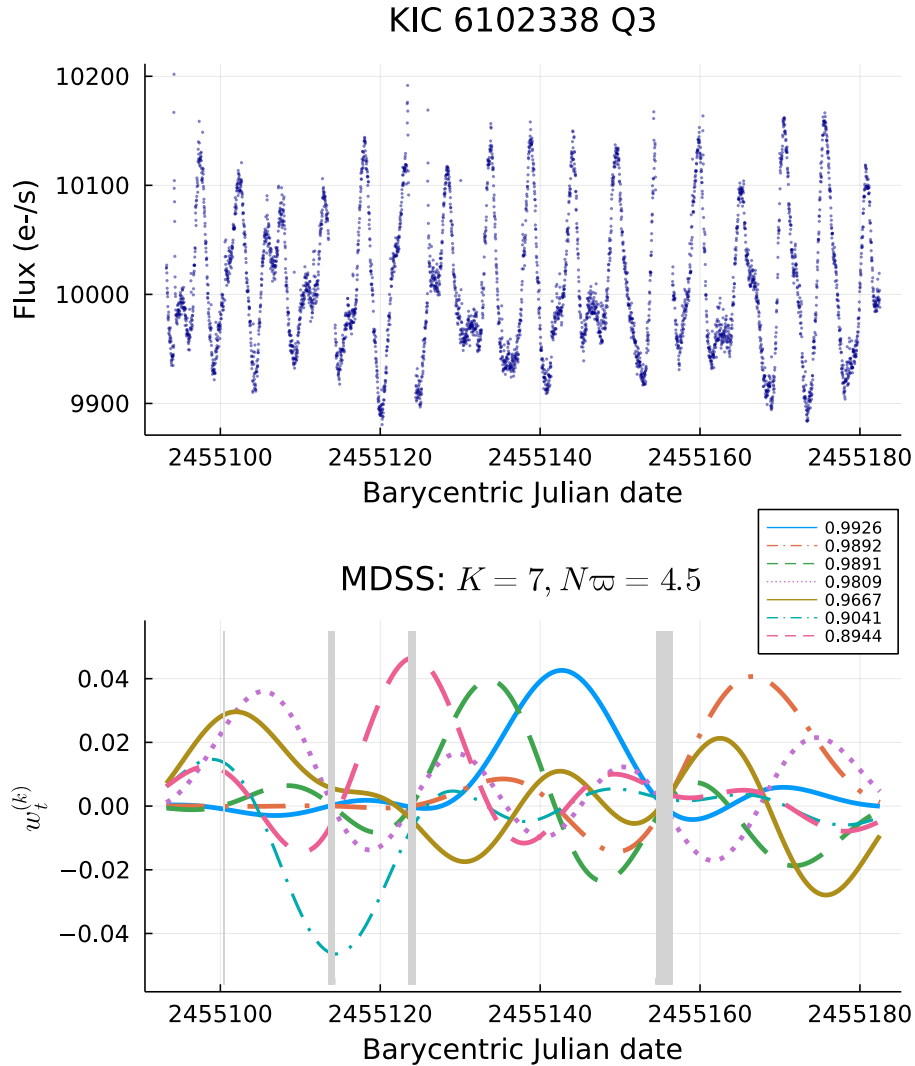 KIC 6102338 Q3
Flux (e-/s)
10200
10100
10000
9900
2455100 2455120 2455140 2455160 2455180
Barycentric Julian date
0.9926
0.9892
0.9891
0.9809
0.9667
0.9041
0.8944
MDSS: K = 7, Nϖ = 4.5
w'_t^(k)
0.04
0.02
0.00
−0.02
−0.04
2455100 2455120 2455140 2455160 2455180
Barycentric Julian date